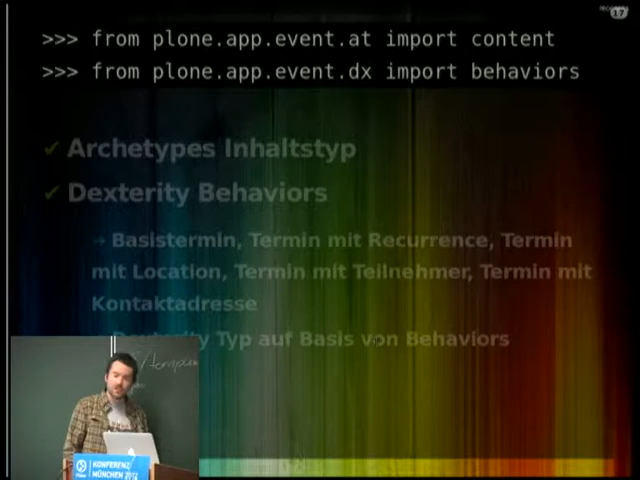 17
>>> from plone.app.event.at import content
>>> from plone.app.event.dx import behaviors
✓ Archetypes Inhaltstyp
✓ Dexterity Behaviors
→ Basistermin, Termin mit Recurrence, Termin
mit Location, Termin mit Teilnehmer, Termin mit
Kontaktadresse
Dexterity Typ auf Basis von Behaviors
KONFERENZ
MÜNCHEN 2012